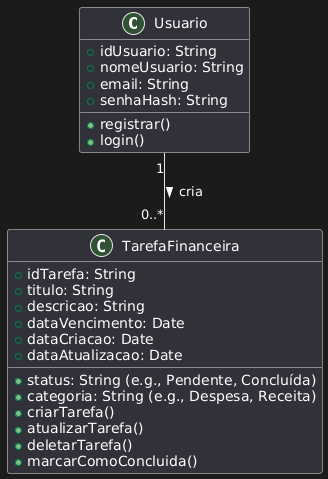 C Usuario
idUsuario: String
nomeUsuario: String
email: String
senhaHash: String
registrar()
login()
1
cria
0..*
C TarefaFinanceira
idTarefa: String
titulo: String
descricao: String
dataVencimento: Date
dataCriacao: Date
dataAtualizacao: Date
status: String (e.g., Pendente, Concluída)
categoria: String (e.g., Despesa, Receita)
criarTarefa()
atualizarTarefa()
deletarTarefa()
marcarComoConcluida()